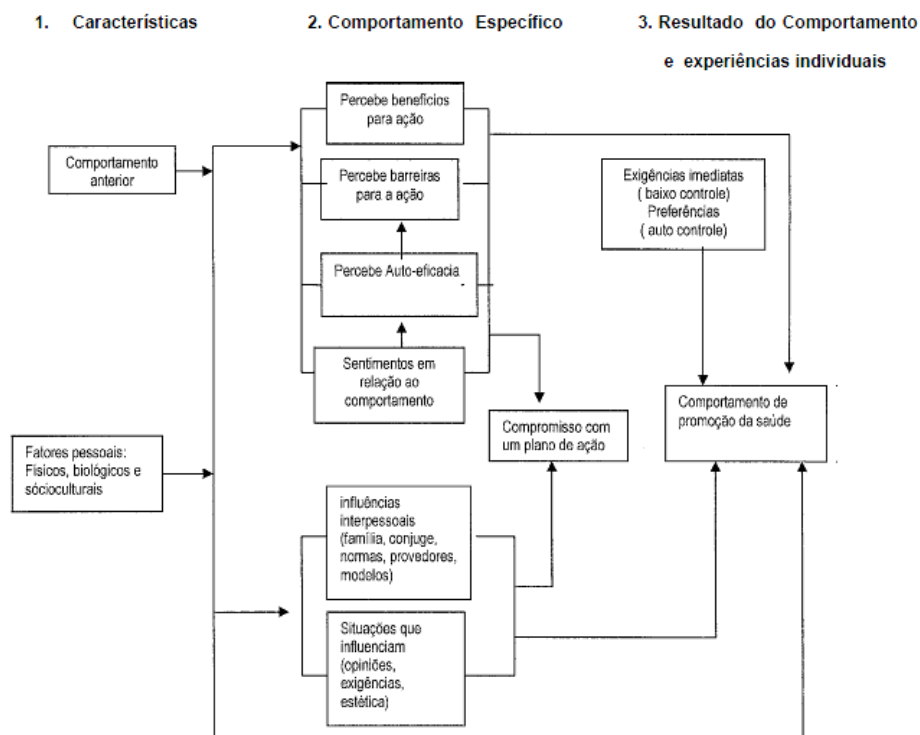 1. Características
2. Comportamento Específico
3. Resultado do Comportamento
e experiências individuais
Percebe benefícios
para ação
Comportamento
anterior
Percebe barreiras
para a ação
Exigências imediatas
( baixo controle)
Preferências
( auto controle)
Percebe Auto-eficacia
Sentimentos em
relação ao
comportamento
Compromisso com
um plano de ação
Comportamento de
promoção da saúde
Fatores pessoais:
Físicos, biológicos e
sócioculturais
influências
interpessoais
(família, conjuge,
normas, provedores,
modelos)
Situações que
influenciam
(opiniões,
exigências,
estética)